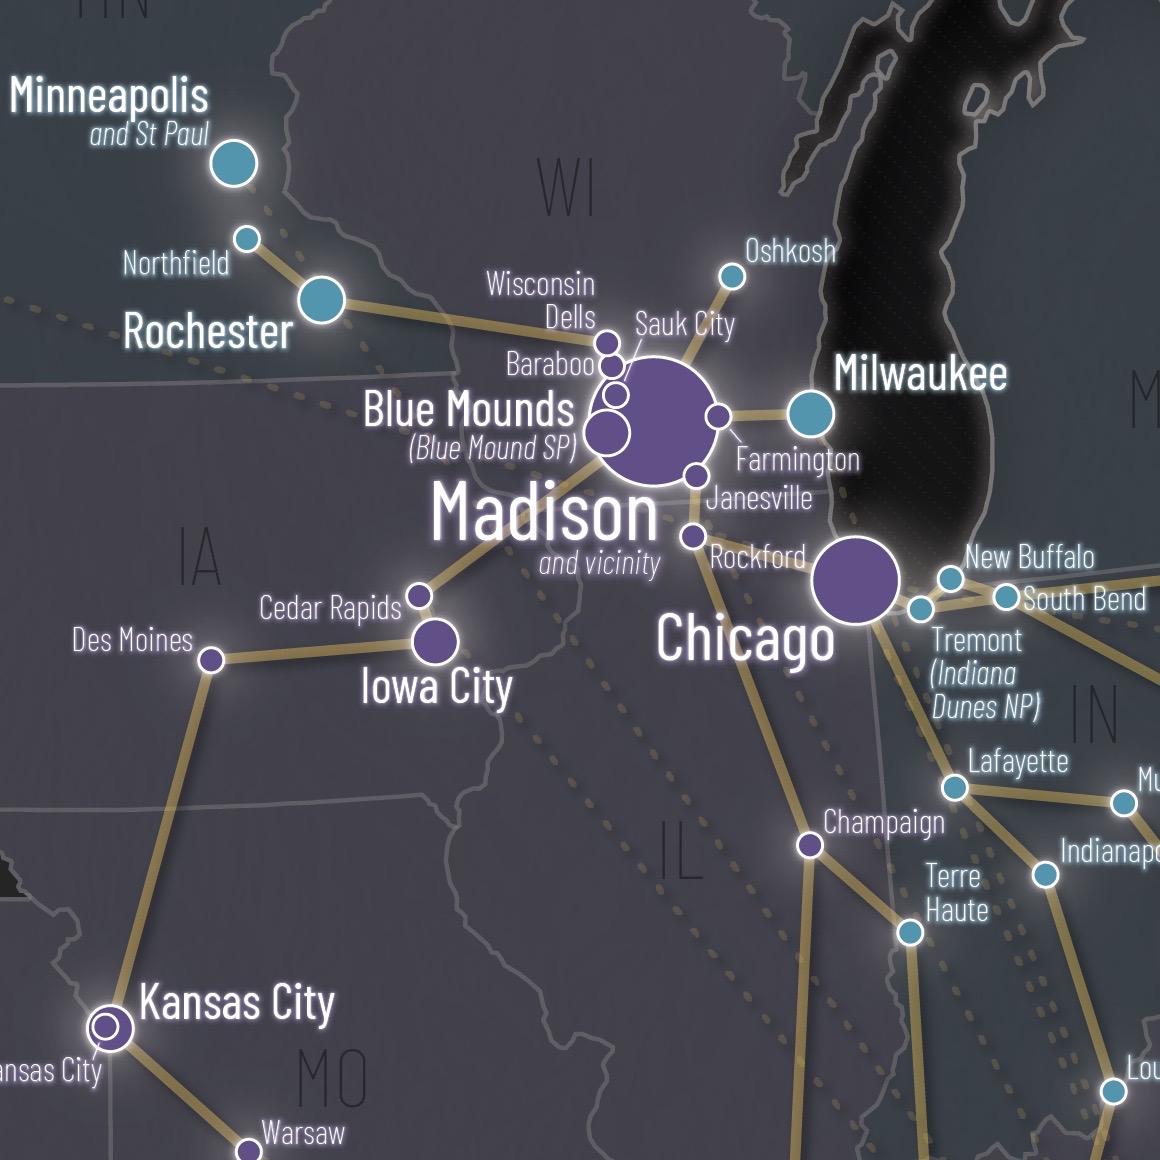 MN
Minneapolis
and St Paul
WI
Northfield
Oshkosh
Wisconsin
Dells
Sauk City
Rochester
Baraboo
Milwaukee
M
Blue Mounds
(Blue Mound SP)
Farmington
Madison
and vicinity
Janesville
IA
Rockford
New Buffalo
South Bend
Cedar Rapids
Des Moines
Chicago
Tremont
(Indiana
Dunes NP)
Iowa City
IN
Lafayette
Mu
Champaign
IL
Indianapo
Terre
Haute
Kansas City
ansas City
MO
Lou
Warsaw